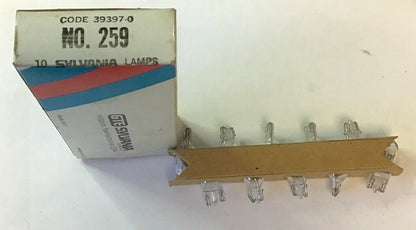 CODE 39397-0
NO. 259
10 SYLVANIA LAMPS
GTE SYLVANIA